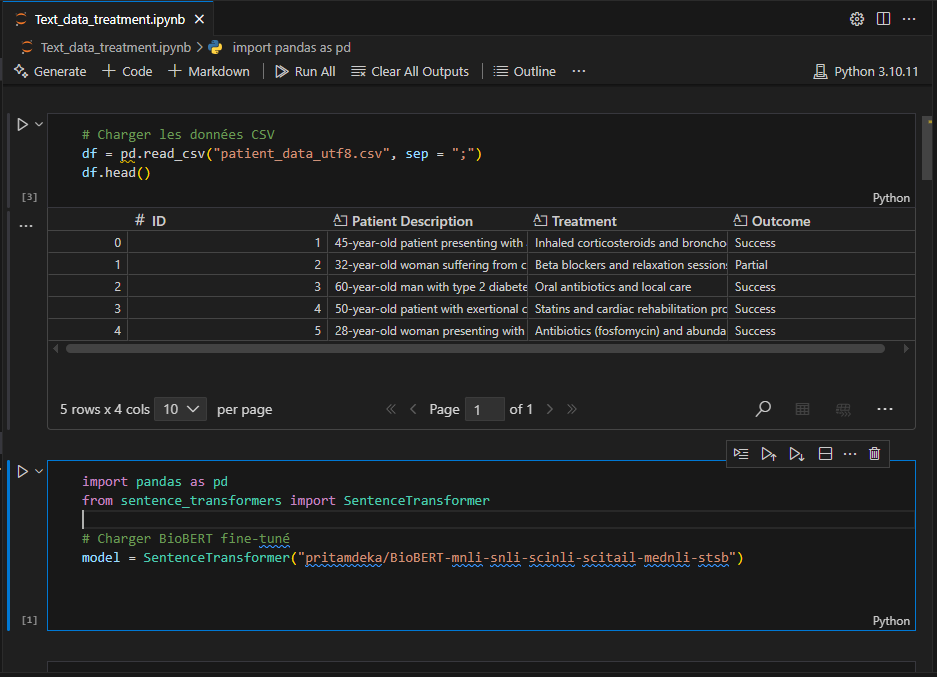 Text_data_treatment.ipynb
Text_data_treatment.ipynb > import pandas as pd
Generate + Code + Markdown Run All Clear All Outputs Outline ... Python 3.10.11
# Charger les données CSV
df = pd.read_csv("patient_data_utf8.csv", sep = ";")
df.head()
[3]
Python
...
# ID Patient Description Treatment Outcome
0 1 45-year-old patient presenting with Inhaled corticosteroids and broncho Success
1 2 32-year-old woman suffering from c Beta blockers and relaxation sessions Partial
2 3 60-year-old man with type 2 diabete Oral antibiotics and local care Success
3 4 50-year-old patient with exertional c Statins and cardiac rehabilitation prc Success
4 5 28-year-old woman presenting with Antibiotics (fosfomycin) and abunda Success
5 rows x 4 cols 10 per page « < Page 1 of 1 > » ...
import pandas as pd
from sentence_transformers import SentenceTransformer
# Charger BioBERT fine-tuné
model = SentenceTransformer("pritamdeka/BioBERT-mnli-snli-scinli-scitail-mednli-stsb")
[1]
Python